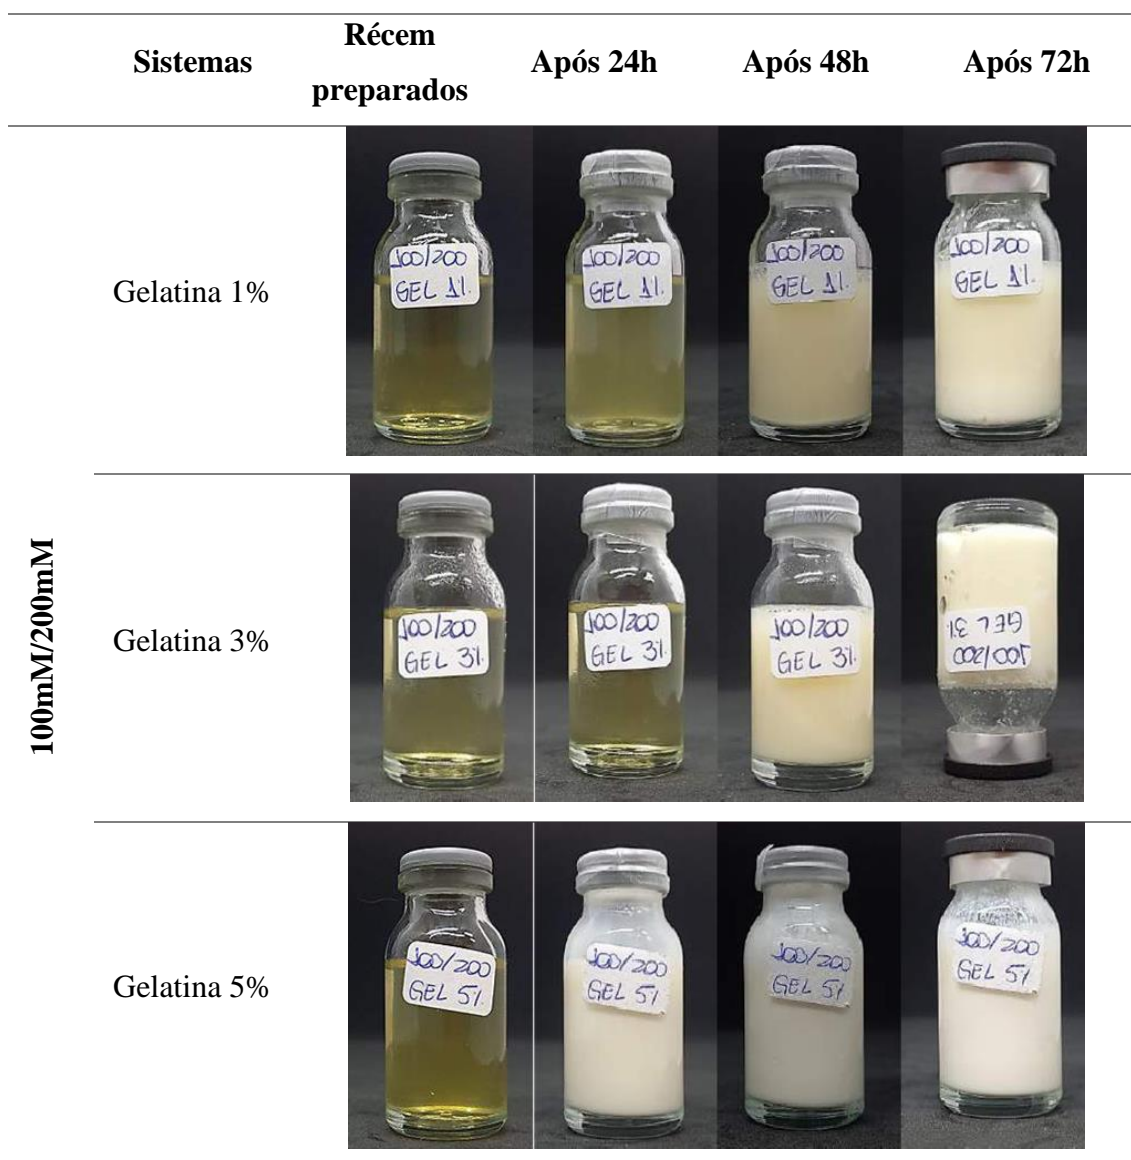 Sistemas
Récem
preparados
Após 24h
Após 48h
Após 72h
100mM/200mM
Gelatina 1%
100/200
GEL 1%
100/200
GEL 1%
100/200
GEL 1%
100/200
GEL 1%
Gelatina 3%
100/200
GEL 3%
100/200
GEL 3%
100/200
GEL 3%
100/200
GEL 3%
Gelatina 5%
100/200
GEL 5%
100/200
GEL 5%
100/200
GEL 5%
100/200
GEL 5%